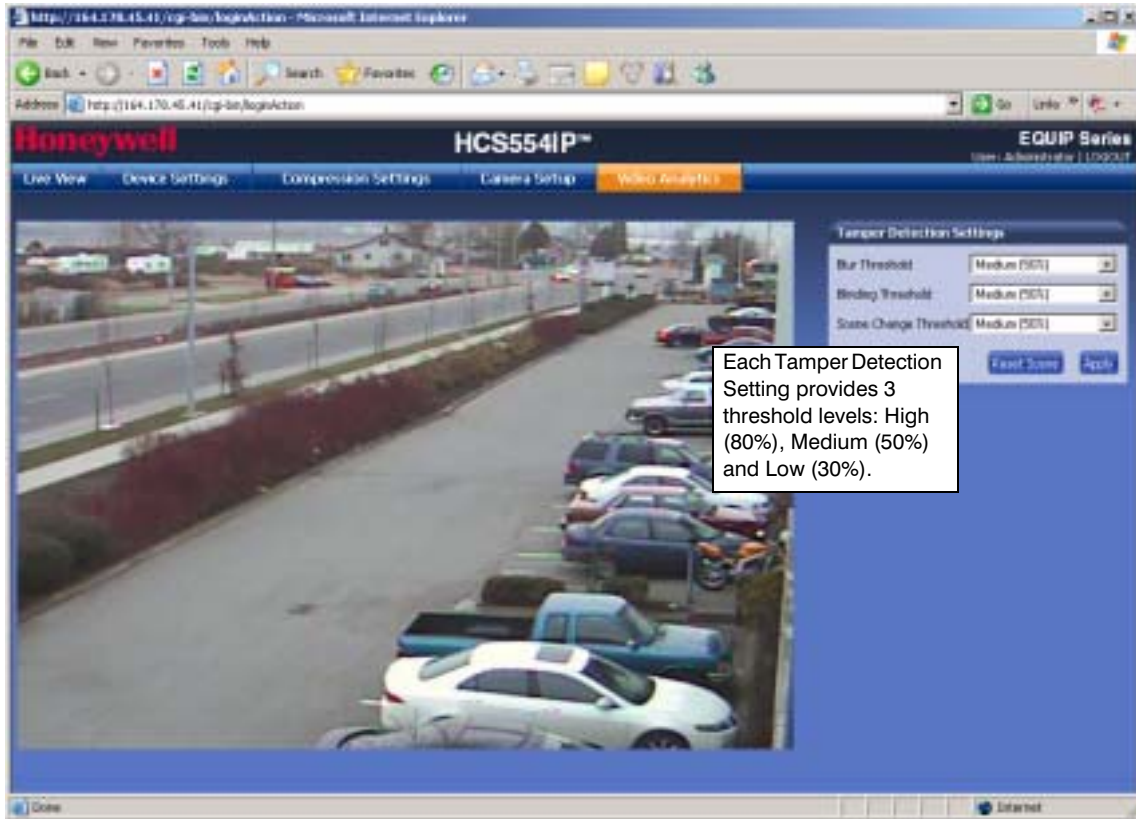 http://164.178.45.41/cgi-bin/loginAction - Microsoft Internet Explorer
File Edit View Favorites Tools Help
Back Search Favorites
Address http://164.178.45.41/cgi-bin/loginAction Go Links
Honeywell HCS554IP™ EQUIP Series
User: Administrator | LOGOUT
Live View Device Settings Compression Settings Camera Setup Video Analytics
Tamper Detection Settings
Blur Threshold Medium (50%)
Blinding Threshold Medium (50%)
Scene Change Threshold Medium (50%)
Reset Scene Apply
Each Tamper Detection
Setting provides 3
threshold levels: High
(80%), Medium (50%)
and Low (30%).
Done Internet